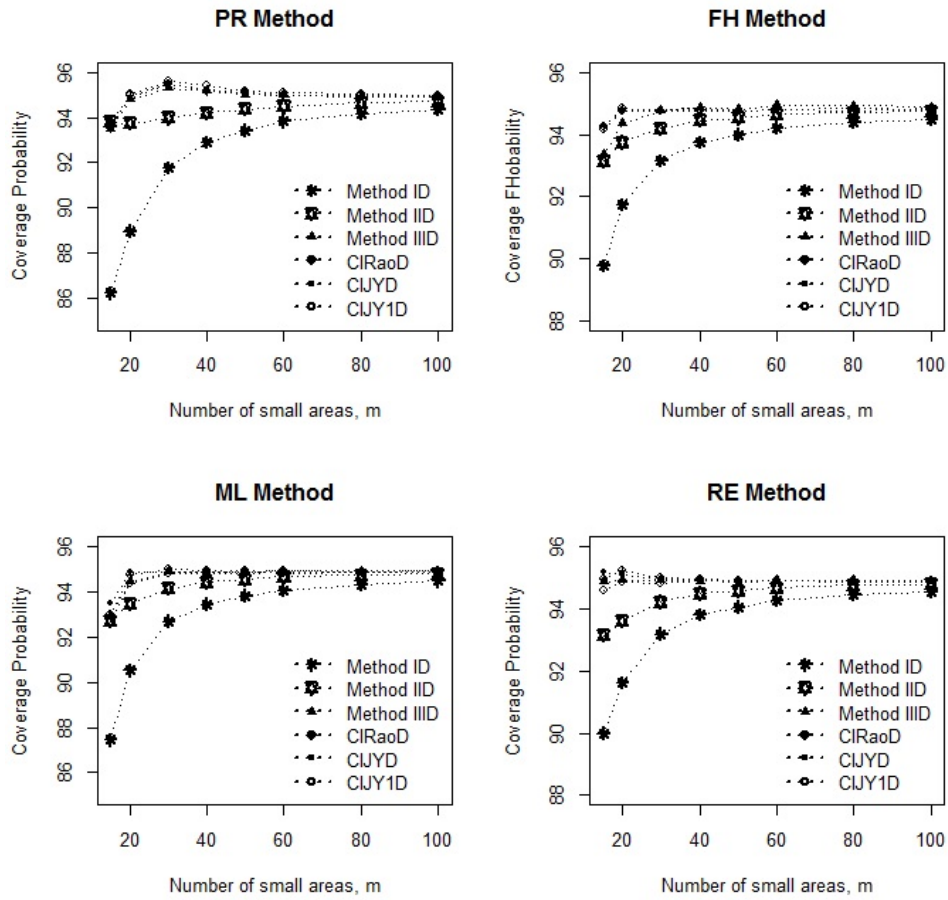 PR Method
96
94
92
90
88
86
Coverage Probability
Method ID
Method IID
Method IIID
CIRaoD
CIJYD
CIJY1D
20 40 60 80 100
Number of small areas, m
FH Method
96
94
92
90
88
Coverage FHobability
Method ID
Method IID
Method IIID
CIRaoD
CIJYD
CIJY1D
20 40 60 80 100
Number of small areas, m
ML Method
96
94
92
90
88
86
Coverage Probability
Method ID
Method IID
Method IIID
CIRaoD
CIJYD
CIJY1D
20 40 60 80 100
Number of small areas, m
RE Method
96
94
92
90
88
Coverage Probability
Method ID
Method IID
Method IIID
CIRaoD
CIJYD
CIJY1D
20 40 60 80 100
Number of small areas, m